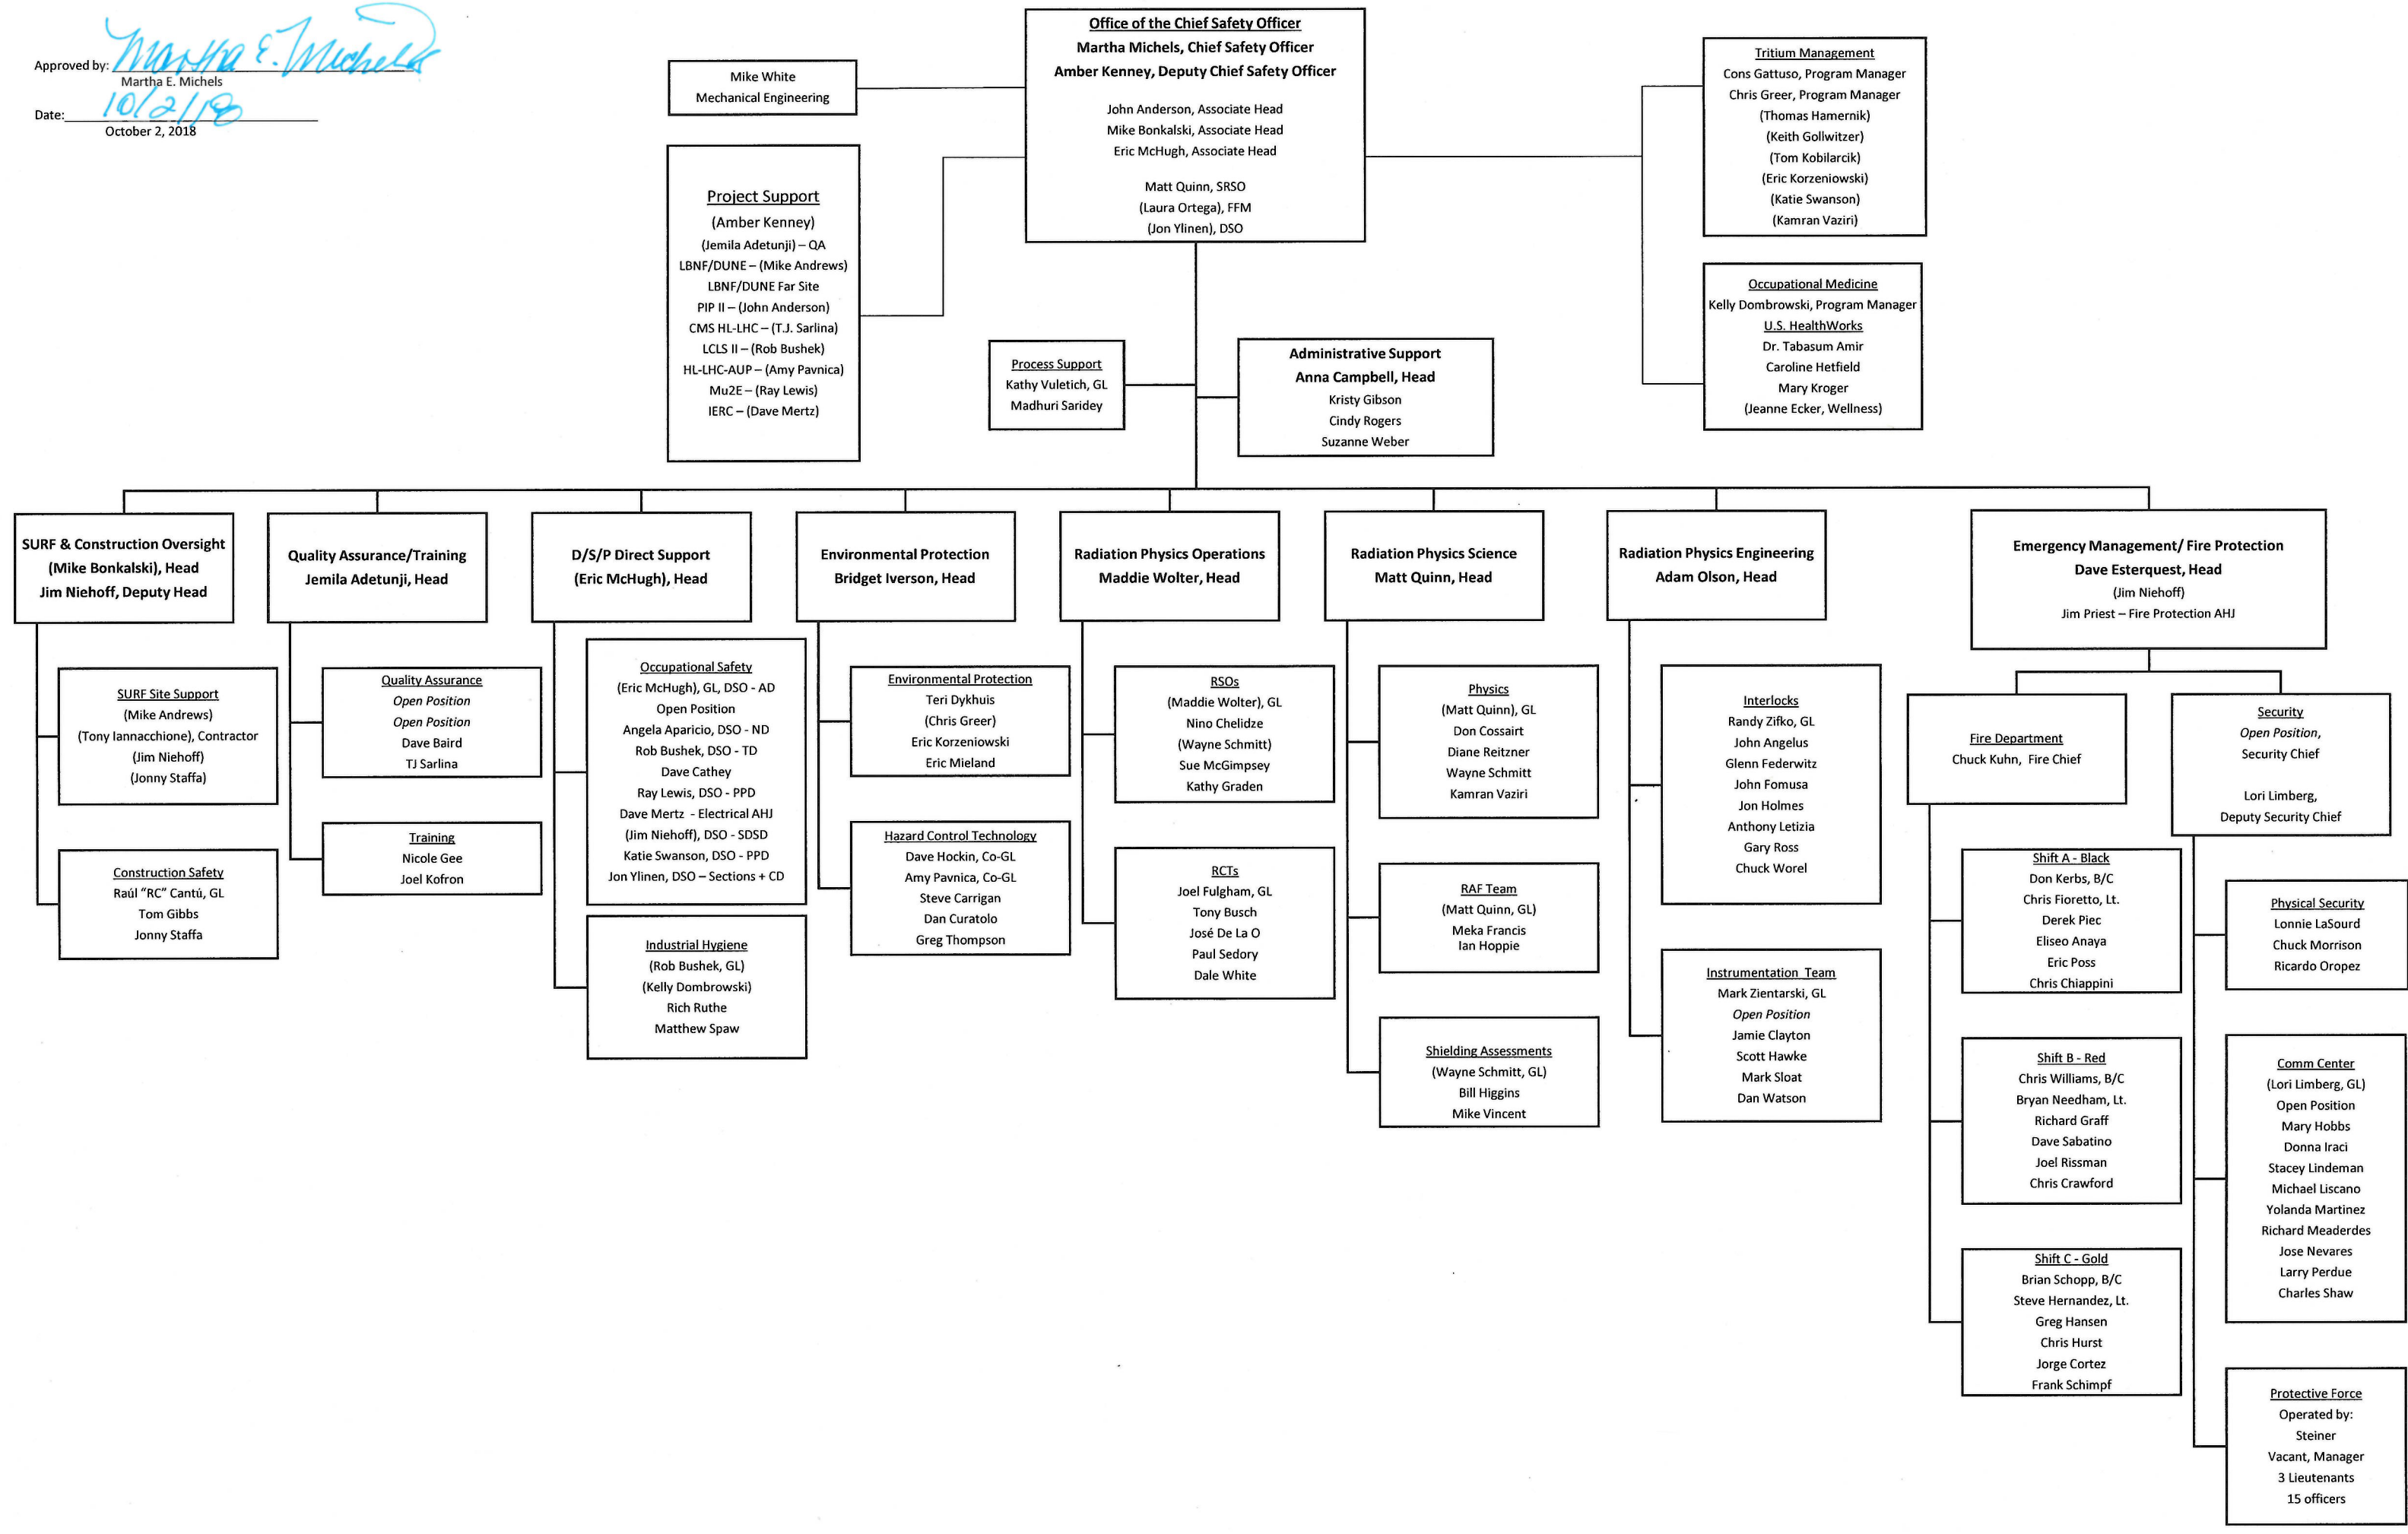 Approved by: Martha E. Michels
Martha E. Michels
Date: 10/2/18
October 2, 2018
Office of the Chief Safety Officer
Martha Michels, Chief Safety Officer
Amber Kenney, Deputy Chief Safety Officer
John Anderson, Associate Head
Mike Bonkalski, Associate Head
Eric McHugh, Associate Head
Matt Quinn, SRSO
(Laura Ortega), FFM
(Jon Ylinen), DSO
Mike White
Mechanical Engineering
Project Support
(Amber Kenney)
(Jemila Adetunji) – QA
LBNF/DUNE – (Mike Andrews)
LBNF/DUNE Far Site
PIP II – (John Anderson)
CMS HL-LHC – (T.J. Sarlina)
LCLS II – (Rob Bushek)
HL-LHC-AUP – (Amy Pavnica)
Mu2E – (Ray Lewis)
IERC – (Dave Mertz)
Tritium Management
Cons Gattuso, Program Manager
Chris Greer, Program Manager
(Thomas Hamernik)
(Keith Gollwitzer)
(Tom Kobilarcik)
(Eric Korzeniowski)
(Katie Swanson)
(Kamran Vaziri)
Occupational Medicine
Kelly Dombrowski, Program Manager
U.S. HealthWorks
Dr. Tabasum Amir
Caroline Hetfield
Mary Kroger
(Jeanne Ecker, Wellness)
Process Support
Kathy Vuletich, GL
Madhuri Saridey
Administrative Support
Anna Campbell, Head
Kristy Gibson
Cindy Rogers
Suzanne Weber
SURF & Construction Oversight
(Mike Bonkalski), Head
Jim Niehoff, Deputy Head
SURF Site Support
(Mike Andrews)
(Tony Iannacchione), Contractor
(Jim Niehoff)
(Jonny Staffa)
Construction Safety
Raúl “RC” Cantú, GL
Tom Gibbs
Jonny Staffa
Quality Assurance/Training
Jemila Adetunji, Head
Quality Assurance
Open Position
Open Position
Dave Baird
TJ Sarlina
Training
Nicole Gee
Joel Kofron
D/S/P Direct Support
(Eric McHugh), Head
Occupational Safety
(Eric McHugh), GL, DSO - AD
Open Position
Angela Aparicio, DSO - ND
Rob Bushek, DSO - TD
Dave Cathey
Ray Lewis, DSO - PPD
Dave Mertz - Electrical AHJ
(Jim Niehoff), DSO - SDSD
Katie Swanson, DSO - PPD
Jon Ylinen, DSO – Sections + CD
Industrial Hygiene
(Rob Bushek, GL)
(Kelly Dombrowski)
Rich Ruthe
Matthew Spaw
Environmental Protection
Bridget Iverson, Head
Environmental Protection
Teri Dykhuis
(Chris Greer)
Eric Korzeniowski
Eric Mieland
Hazard Control Technology
Dave Hockin, Co-GL
Amy Pavnica, Co-GL
Steve Carrigan
Dan Curatolo
Greg Thompson
Radiation Physics Operations
Maddie Wolter, Head
RSOs
(Maddie Wolter), GL
Nino Chelidze
(Wayne Schmitt)
Sue McGimpsey
Kathy Graden
RCTs
Joel Fulgham, GL
Tony Busch
José De La O
Paul Sedory
Dale White
Radiation Physics Science
Matt Quinn, Head
Physics
(Matt Quinn), GL
Don Cossairt
Diane Reitzner
Wayne Schmitt
Kamran Vaziri
RAF Team
(Matt Quinn, GL)
Meka Francis
Ian Hoppie
Shielding Assessments
(Wayne Schmitt, GL)
Bill Higgins
Mike Vincent
Radiation Physics Engineering
Adam Olson, Head
Interlocks
Randy Zifko, GL
John Angelus
Glenn Federwitz
John Fomusa
Jon Holmes
Anthony Letizia
Gary Ross
Chuck Worel
Instrumentation Team
Mark Zientarski, GL
Open Position
Jamie Clayton
Scott Hawke
Mark Sloat
Dan Watson
Emergency Management/ Fire Protection
Dave Esterquest, Head
(Jim Niehoff)
Jim Priest – Fire Protection AHJ
Fire Department
Chuck Kuhn, Fire Chief
Shift A - Black
Don Kerbs, B/C
Chris Fioretto, Lt.
Derek Piec
Eliseo Anaya
Eric Poss
Chris Chiappini
Shift B - Red
Chris Williams, B/C
Bryan Needham, Lt.
Richard Graff
Dave Sabatino
Joel Rissman
Chris Crawford
Shift C - Gold
Brian Schopp, B/C
Steve Hernandez, Lt.
Greg Hansen
Chris Hurst
Jorge Cortez
Frank Schimpf
Security
Open Position,
Security Chief
Lori Limberg,
Deputy Security Chief
Physical Security
Lonnie LaSourd
Chuck Morrison
Ricardo Oropez
Comm Center
(Lori Limberg, GL)
Open Position
Mary Hobbs
Donna Iraci
Stacey Lindeman
Michael Liscano
Yolanda Martinez
Richard Meaderdes
Jose Nevares
Larry Perdue
Charles Shaw
Protective Force
Operated by:
Steiner
Vacant, Manager
3 Lieutenants
15 officers